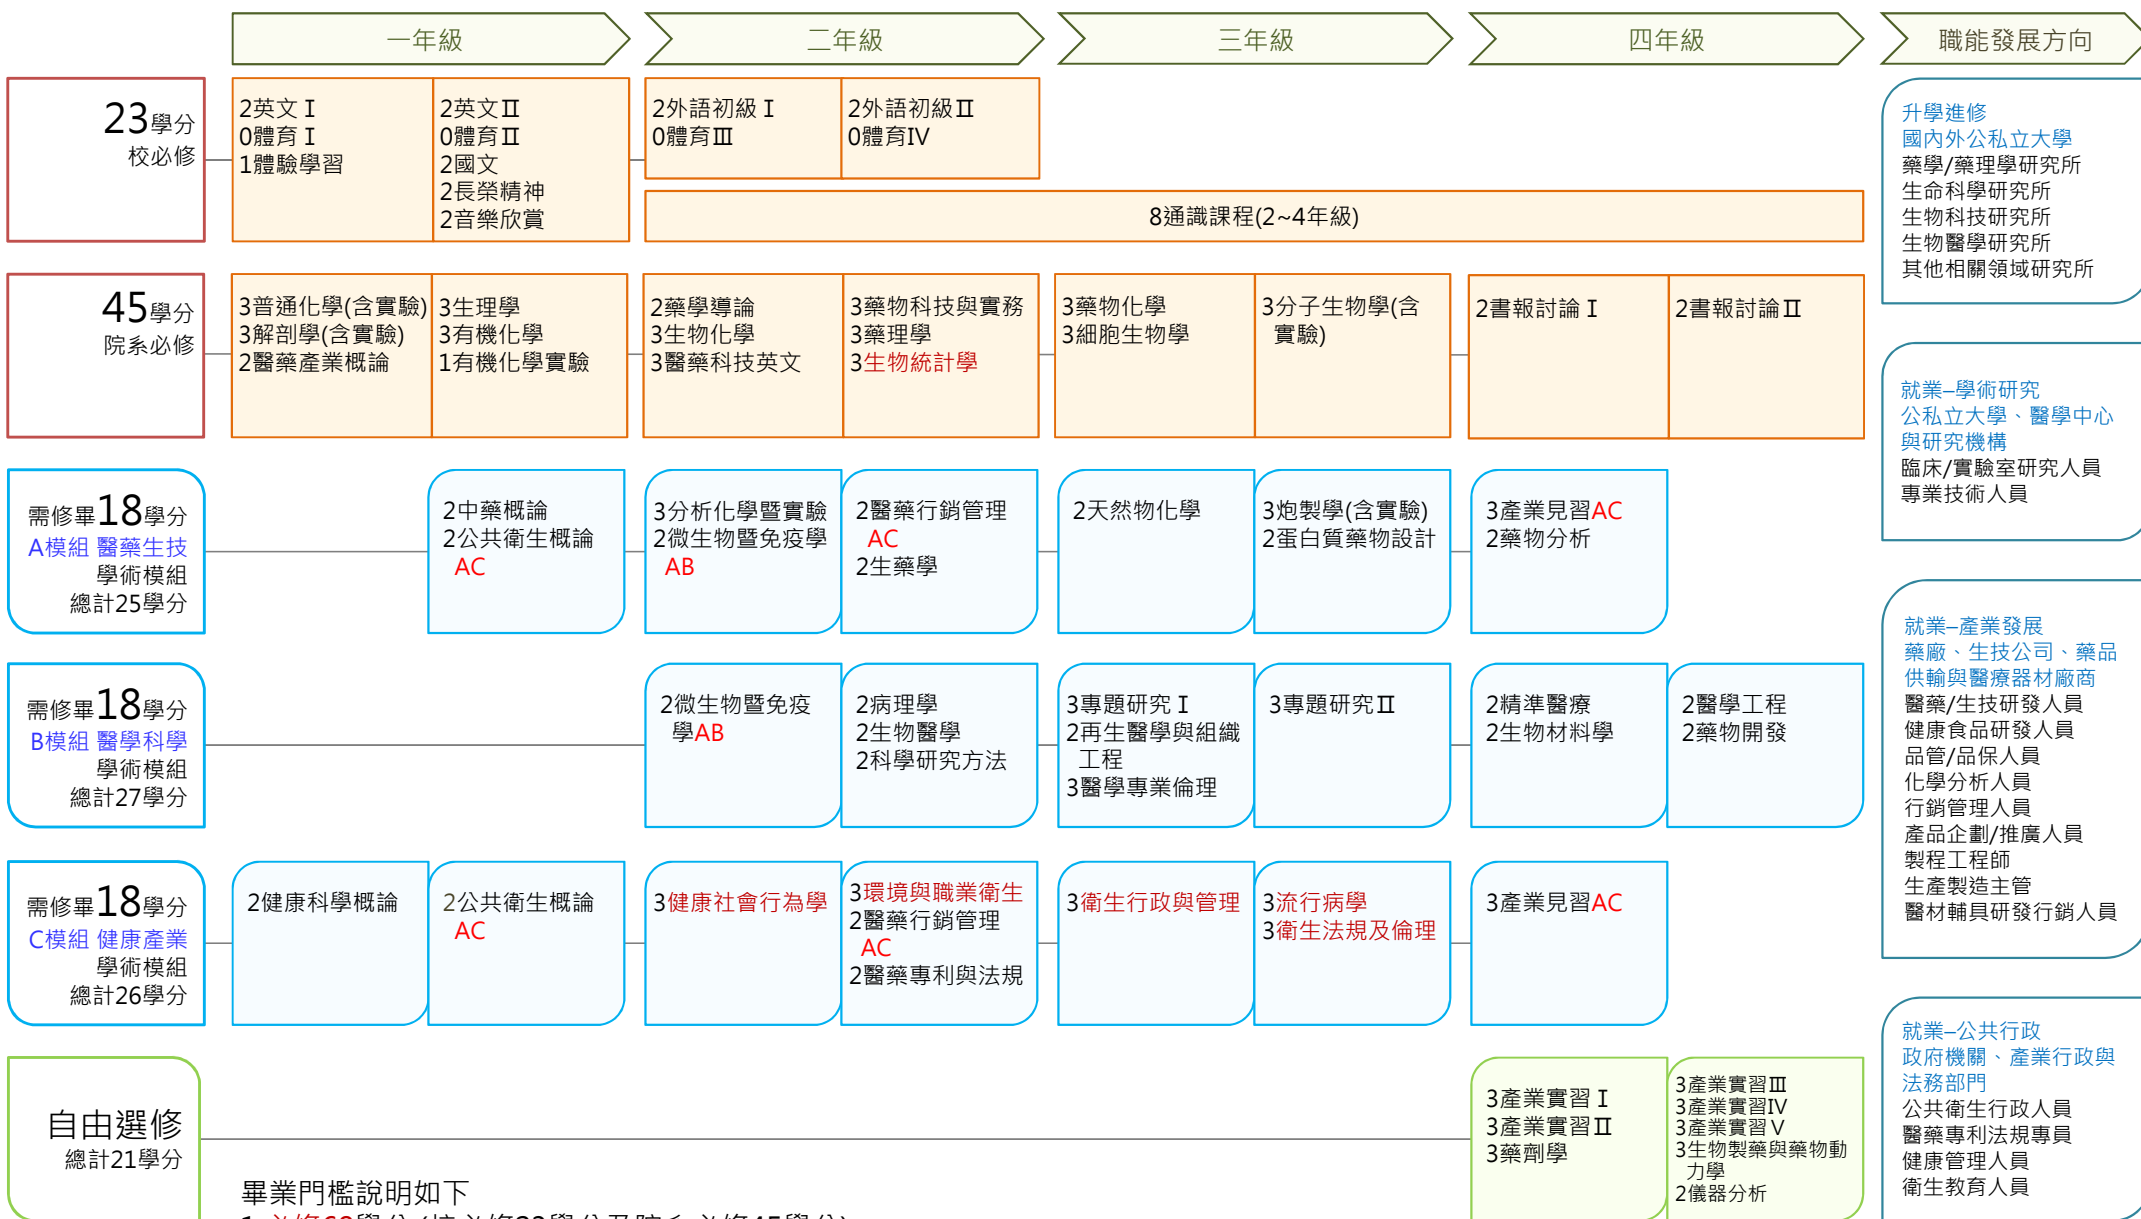 一年級
二年級
三年級
四年級
職能發展方向
23學分
校必修
2英文Ⅰ
0體育Ⅰ
1體驗學習
2英文Ⅱ
0體育Ⅱ
2國文
2長榮精神
2音樂欣賞
2外語初級Ⅰ
0體育Ⅲ
2外語初級Ⅱ
0體育Ⅳ
8通識課程(2~4年級)
45學分
院系必修
3普通化學(含實驗)
3解剖學(含實驗)
2醫藥產業概論
3生理學
3有機化學
1有機化學實驗
2藥學導論
3生物化學
3醫藥科技英文
3藥物科技與實務
3藥理學
3生物統計學
3藥物化學
3細胞生物學
3分子生物學(含
實驗)
2書報討論Ⅰ
2書報討論Ⅱ
需修畢18學分
A模組 醫藥生技
學術模組
總計25學分
2中藥概論
2公共衛生概論
AC
3分析化學暨實驗
2微生物暨免疫學
AB
2醫藥行銷管理
AC
2生藥學
2天然物化學
3炮製學(含實驗)
2蛋白質藥物設計
3產業見習AC
2藥物分析
需修畢18學分
B模組 醫學科學
學術模組
總計27學分
2微生物暨免疫
學AB
2病理學
2生物醫學
2科學研究方法
3專題研究Ⅰ
2再生醫學與組織
工程
3醫學專業倫理
3專題研究Ⅱ
2精準醫療
2生物材料學
2醫學工程
2藥物開發
需修畢18學分
C模組 健康產業
學術模組
總計26學分
2健康科學概論
2公共衛生概論
AC
3健康社會行為學
3環境與職業衛生
2醫藥行銷管理
AC
2醫藥專利與法規
3衛生行政與管理
3流行病學
3衛生法規及倫理
3產業見習AC
自由選修
總計21學分
3產業實習Ⅰ
3產業實習Ⅱ
3藥劑學
3產業實習Ⅲ
3產業實習Ⅳ
3產業實習Ⅴ
3生物製藥與藥物動
力學
2儀器分析
升學進修
國內外公私立大學
藥學/藥理學研究所
生命科學研究所
生物科技研究所
生物醫學研究所
其他相關領域研究所
就業–學術研究
公私立大學、醫學中心
與研究機構
臨床/實驗室研究人員
專業技術人員
就業–產業發展
藥廠、生技公司、藥品
供輸與醫療器材廠商
醫藥/生技研發人員
健康食品研發人員
品管/品保人員
化學分析人員
行銷管理人員
產品企劃/推廣人員
製程工程師
生產製造主管
醫材輔具研發行銷人員
就業–公共行政
政府機關、產業行政與
法務部門
公共衛生行政人員
醫藥專利法規專員
健康管理人員
衛生教育人員
畢業門檻說明如下